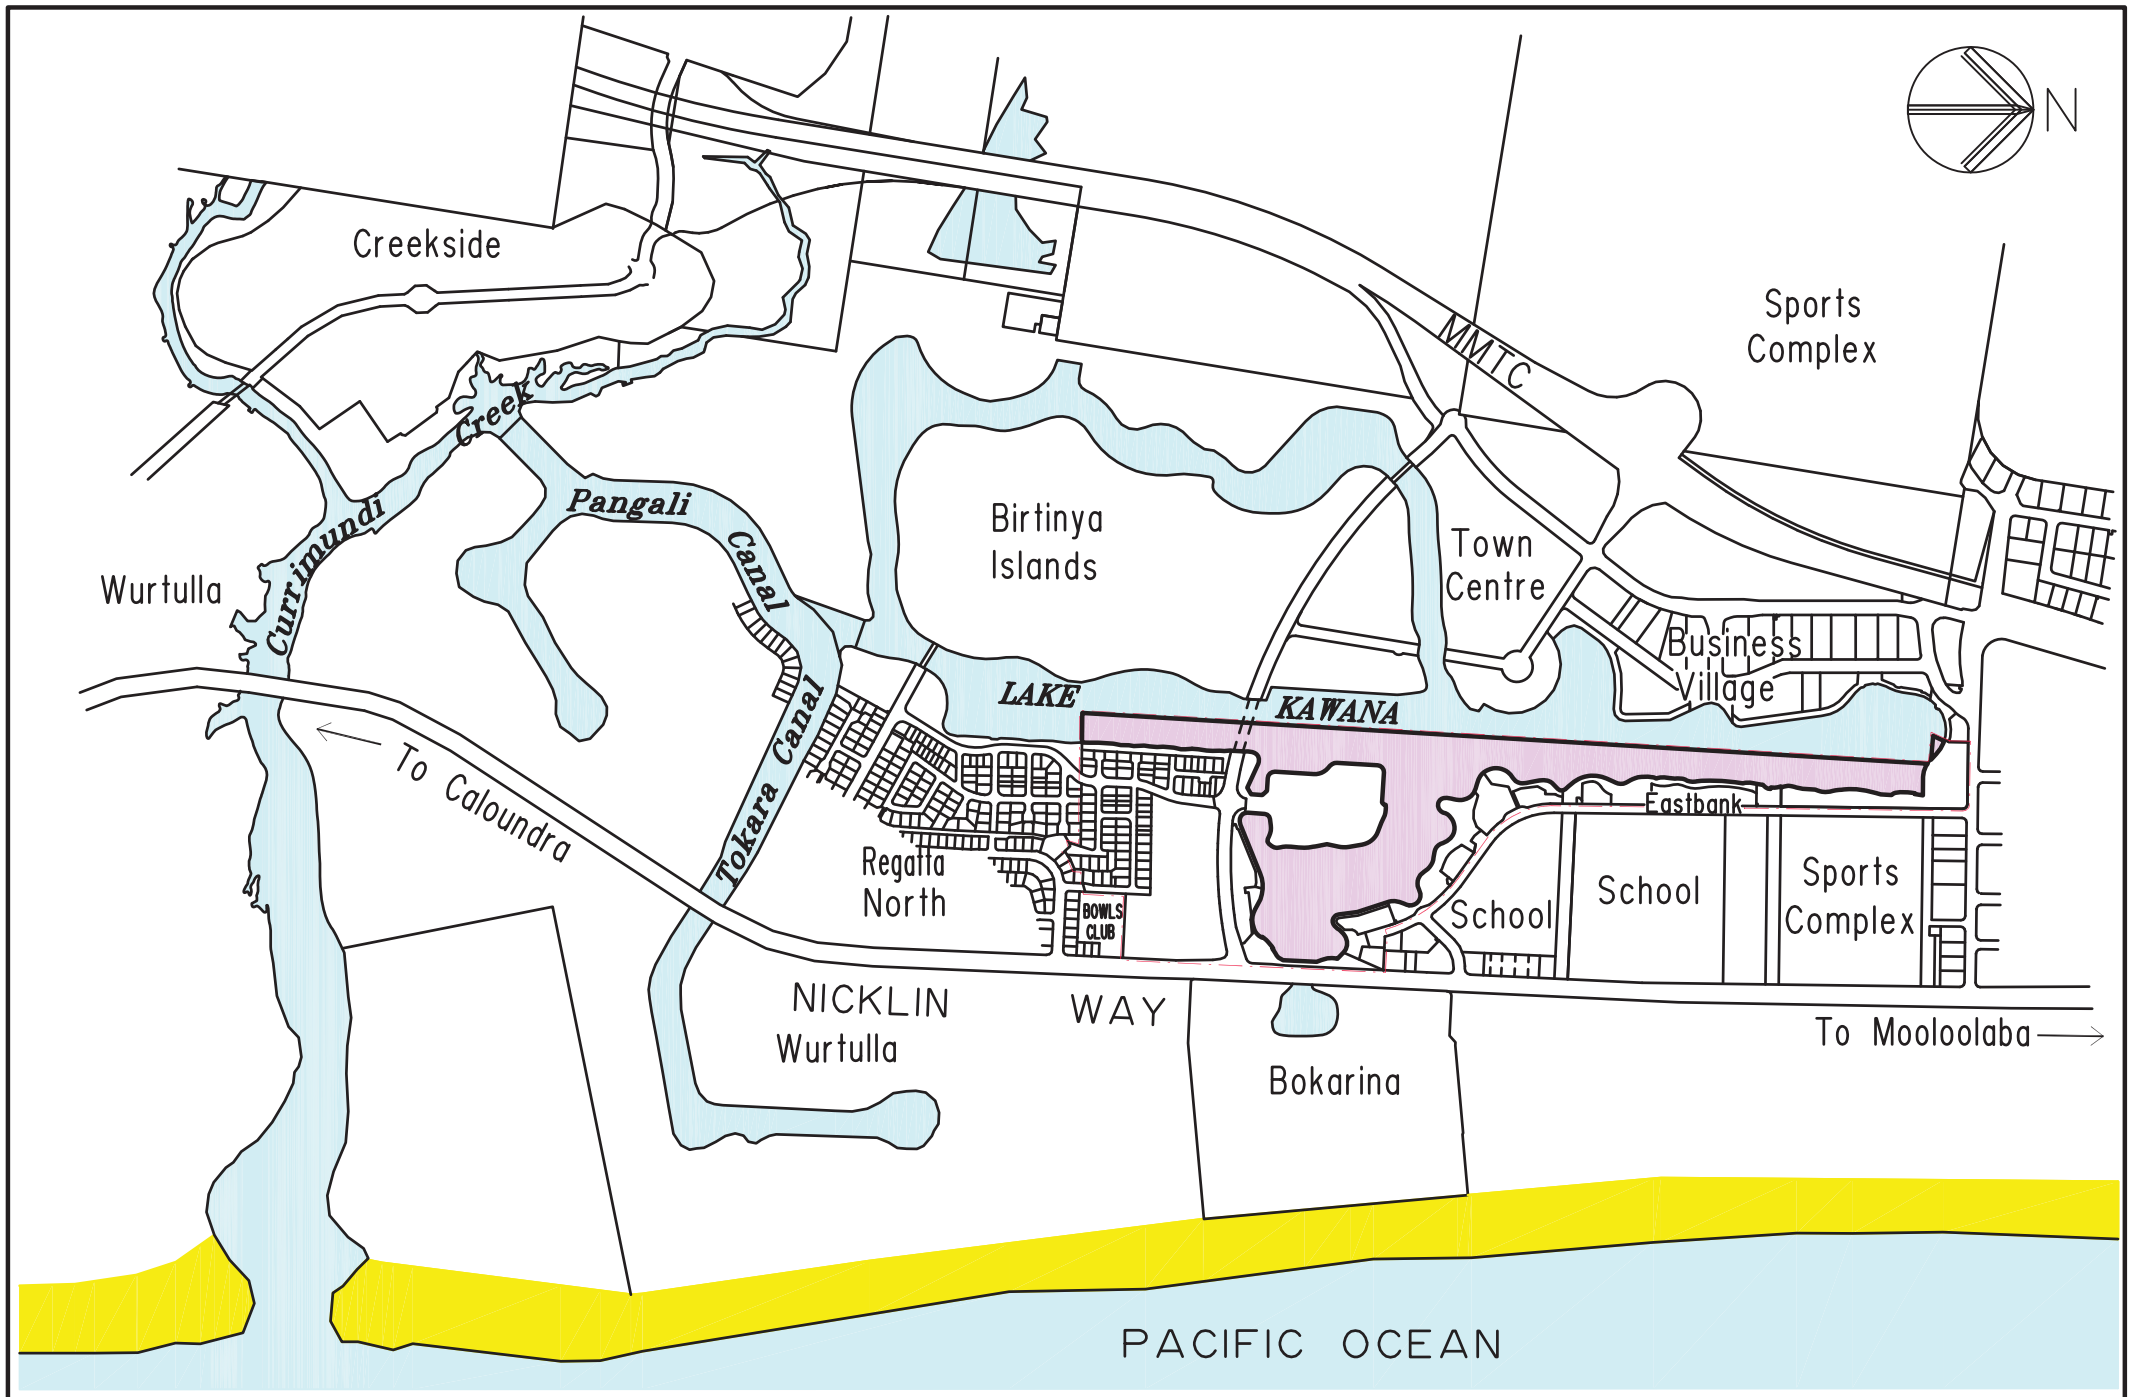 N
Creekside
Sports
Complex
MMTC
Creek
Pangali
Canal
Currimundi
Birtinya
Islands
Town
Centre
Wurtulla
Business
Village
LAKE
KAWANA
Tokara Canal
To Caloundra
Eastbank
Regatta
North
BOWLS
CLUB
School
School
Sports
Complex
NICKLIN
WAY
Wurtulla
To Mooloolaba
Bokarina
PACIFIC OCEAN